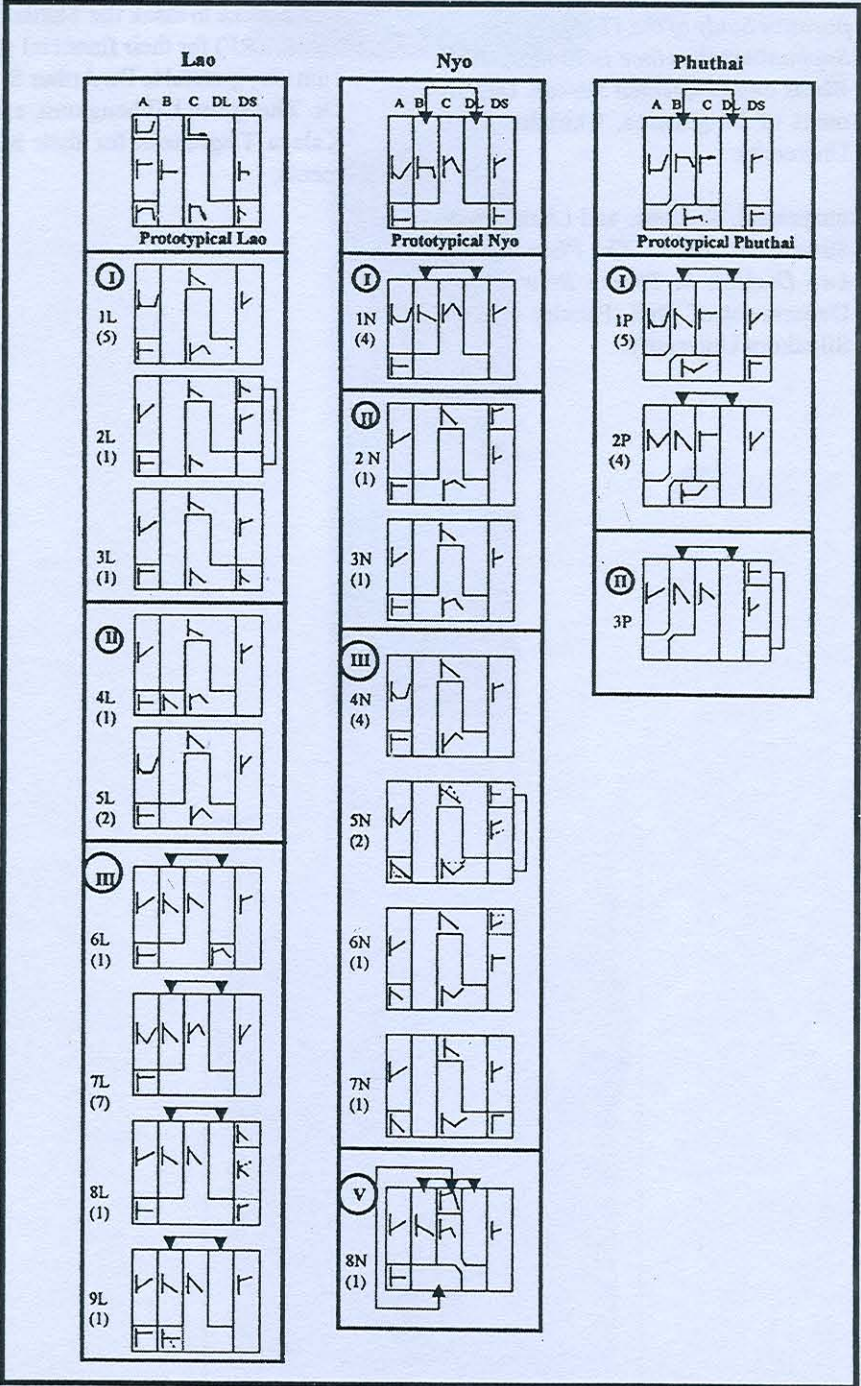 Lao
A B C DL DS
Prototypical Lao
I
1L
(5)
2L
(1)
3L
(1)
II
4L
(1)
5L
(2)
III
6L
(1)
7L
(7)
8L
(1)
9L
(1)
Nyo
A B C DL DS
Prototypical Nyo
I
1N
(4)
II
2 N
(1)
3N
(1)
III
4N
(4)
5N
(2)
6N
(1)
7N
(1)
V
8N
(1)
Phuthai
A B C DL DS
Prototypical Phuthai
I
1P
(5)
2P
(4)
II
3P